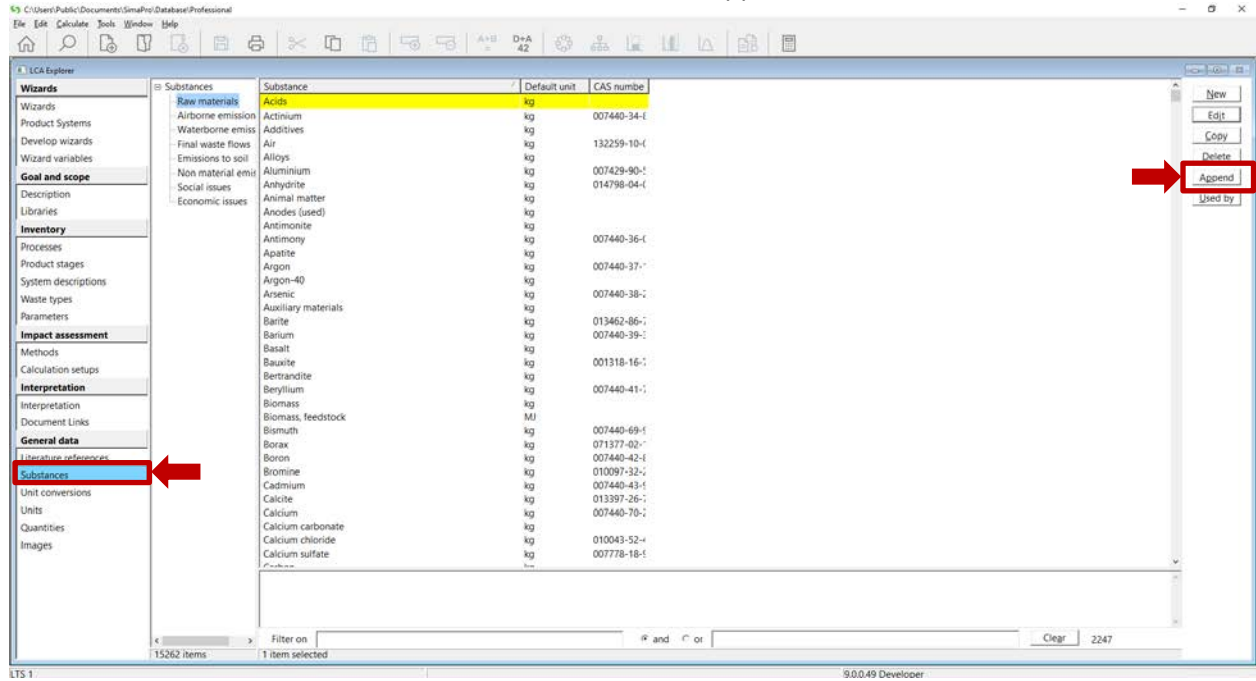 C:\Users\Public\Documents\SimaPro\Database\Professional
File Edit Calculate Tools Window Help
A+B
=
D+A
42
LCA Explorer
Wizards
Wizards
Product Systems
Develop wizards
Wizard variables
Goal and scope
Description
Libraries
Inventory
Processes
Product stages
System descriptions
Waste types
Parameters
Impact assessment
Methods
Calculation setups
Interpretation
Interpretation
Document Links
General data
Literature references
Substances
Unit conversions
Units
Quantities
Images
Substances
Raw materials
Airborne emission
Waterborne emiss
Final waste flows
Emissions to soil
Non material emis
Social issues
Economic issues
Substance / Default unit CAS numbe
Acids kg
Actinium kg 007440-34-
Additives kg
Air kg 132259-10-
Alloys kg
Aluminium kg 007429-90-
Anhydrite kg 014798-04-
Animal matter kg
Anodes (used) kg
Antimonite kg
Antimony kg 007440-36-
Apatite kg
Argon kg 007440-37-
Argon-40 kg
Arsenic kg 007440-38-
Auxiliary materials kg
Barite kg 013462-86-
Barium kg 007440-39-
Basalt kg
Bauxite kg 001318-16-
Bertrandite kg
Beryllium kg 007440-41-
Biomass kg
Biomass, feedstock MJ
Bismuth kg 007440-69-
Borax kg 071377-02-
Boron kg 007440-42-
Bromine kg 010097-32-
Cadmium kg 007440-43-
Calcite kg 013397-26-
Calcium kg 007440-70-
Calcium carbonate kg
Calcium chloride kg 010043-52-
Calcium sulfate kg 007778-18-
New
Edit
Copy
Delete
Append
Used by
Filter on and or Clear 2247
15262 items 1 item selected
LTS 1 9.0.0.49 Developer